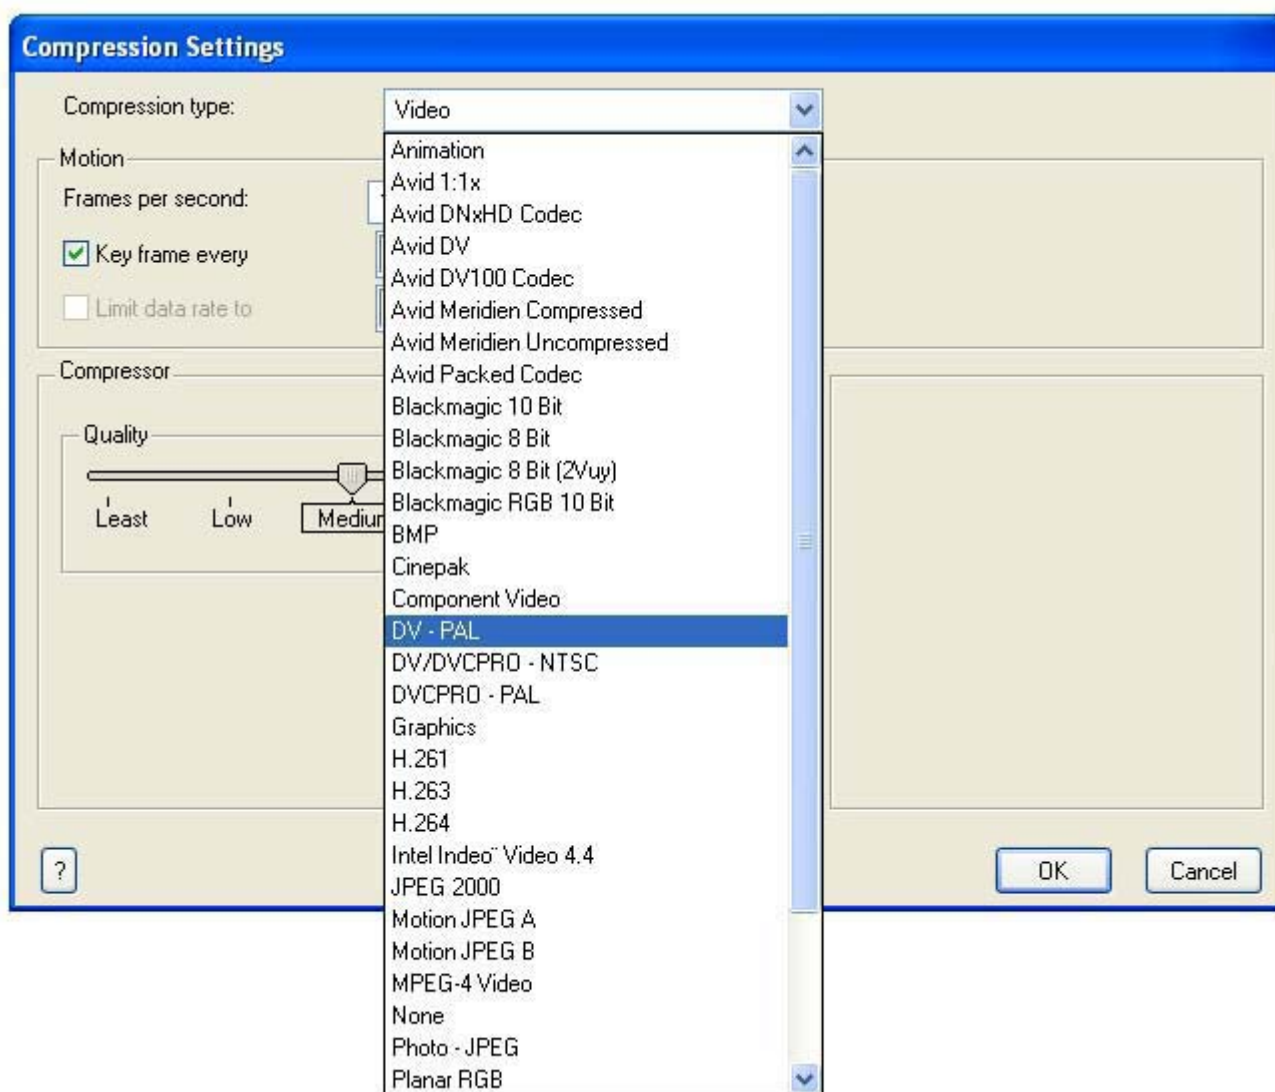 Compression Settings
Compression type:
Video
Motion
Frames per second:
Key frame every
Limit data rate to
Compressor
Quality
Least
Low
Animation
Avid 1:1x
Avid DNxHD Codec
Avid DV
Avid DV100 Codec
Avid Meridien Compressed
Avid Meridien Uncompressed
Avid Packed Codec
Blackmagic 10 Bit
Blackmagic 8 Bit
Blackmagic 8 Bit (2Vuy)
Blackmagic RGB 10 Bit
BMP
Cinepak
Component Video
DV - PAL
DV/DVCPRO - NTSC
DVCPRO - PAL
Graphics
H.261
H.263
H.264
Intel Indeo¨ Video 4.4
JPEG 2000
Motion JPEG A
Motion JPEG B
MPEG-4 Video
None
Photo - JPEG
Planar RGB
?
OK
Cancel